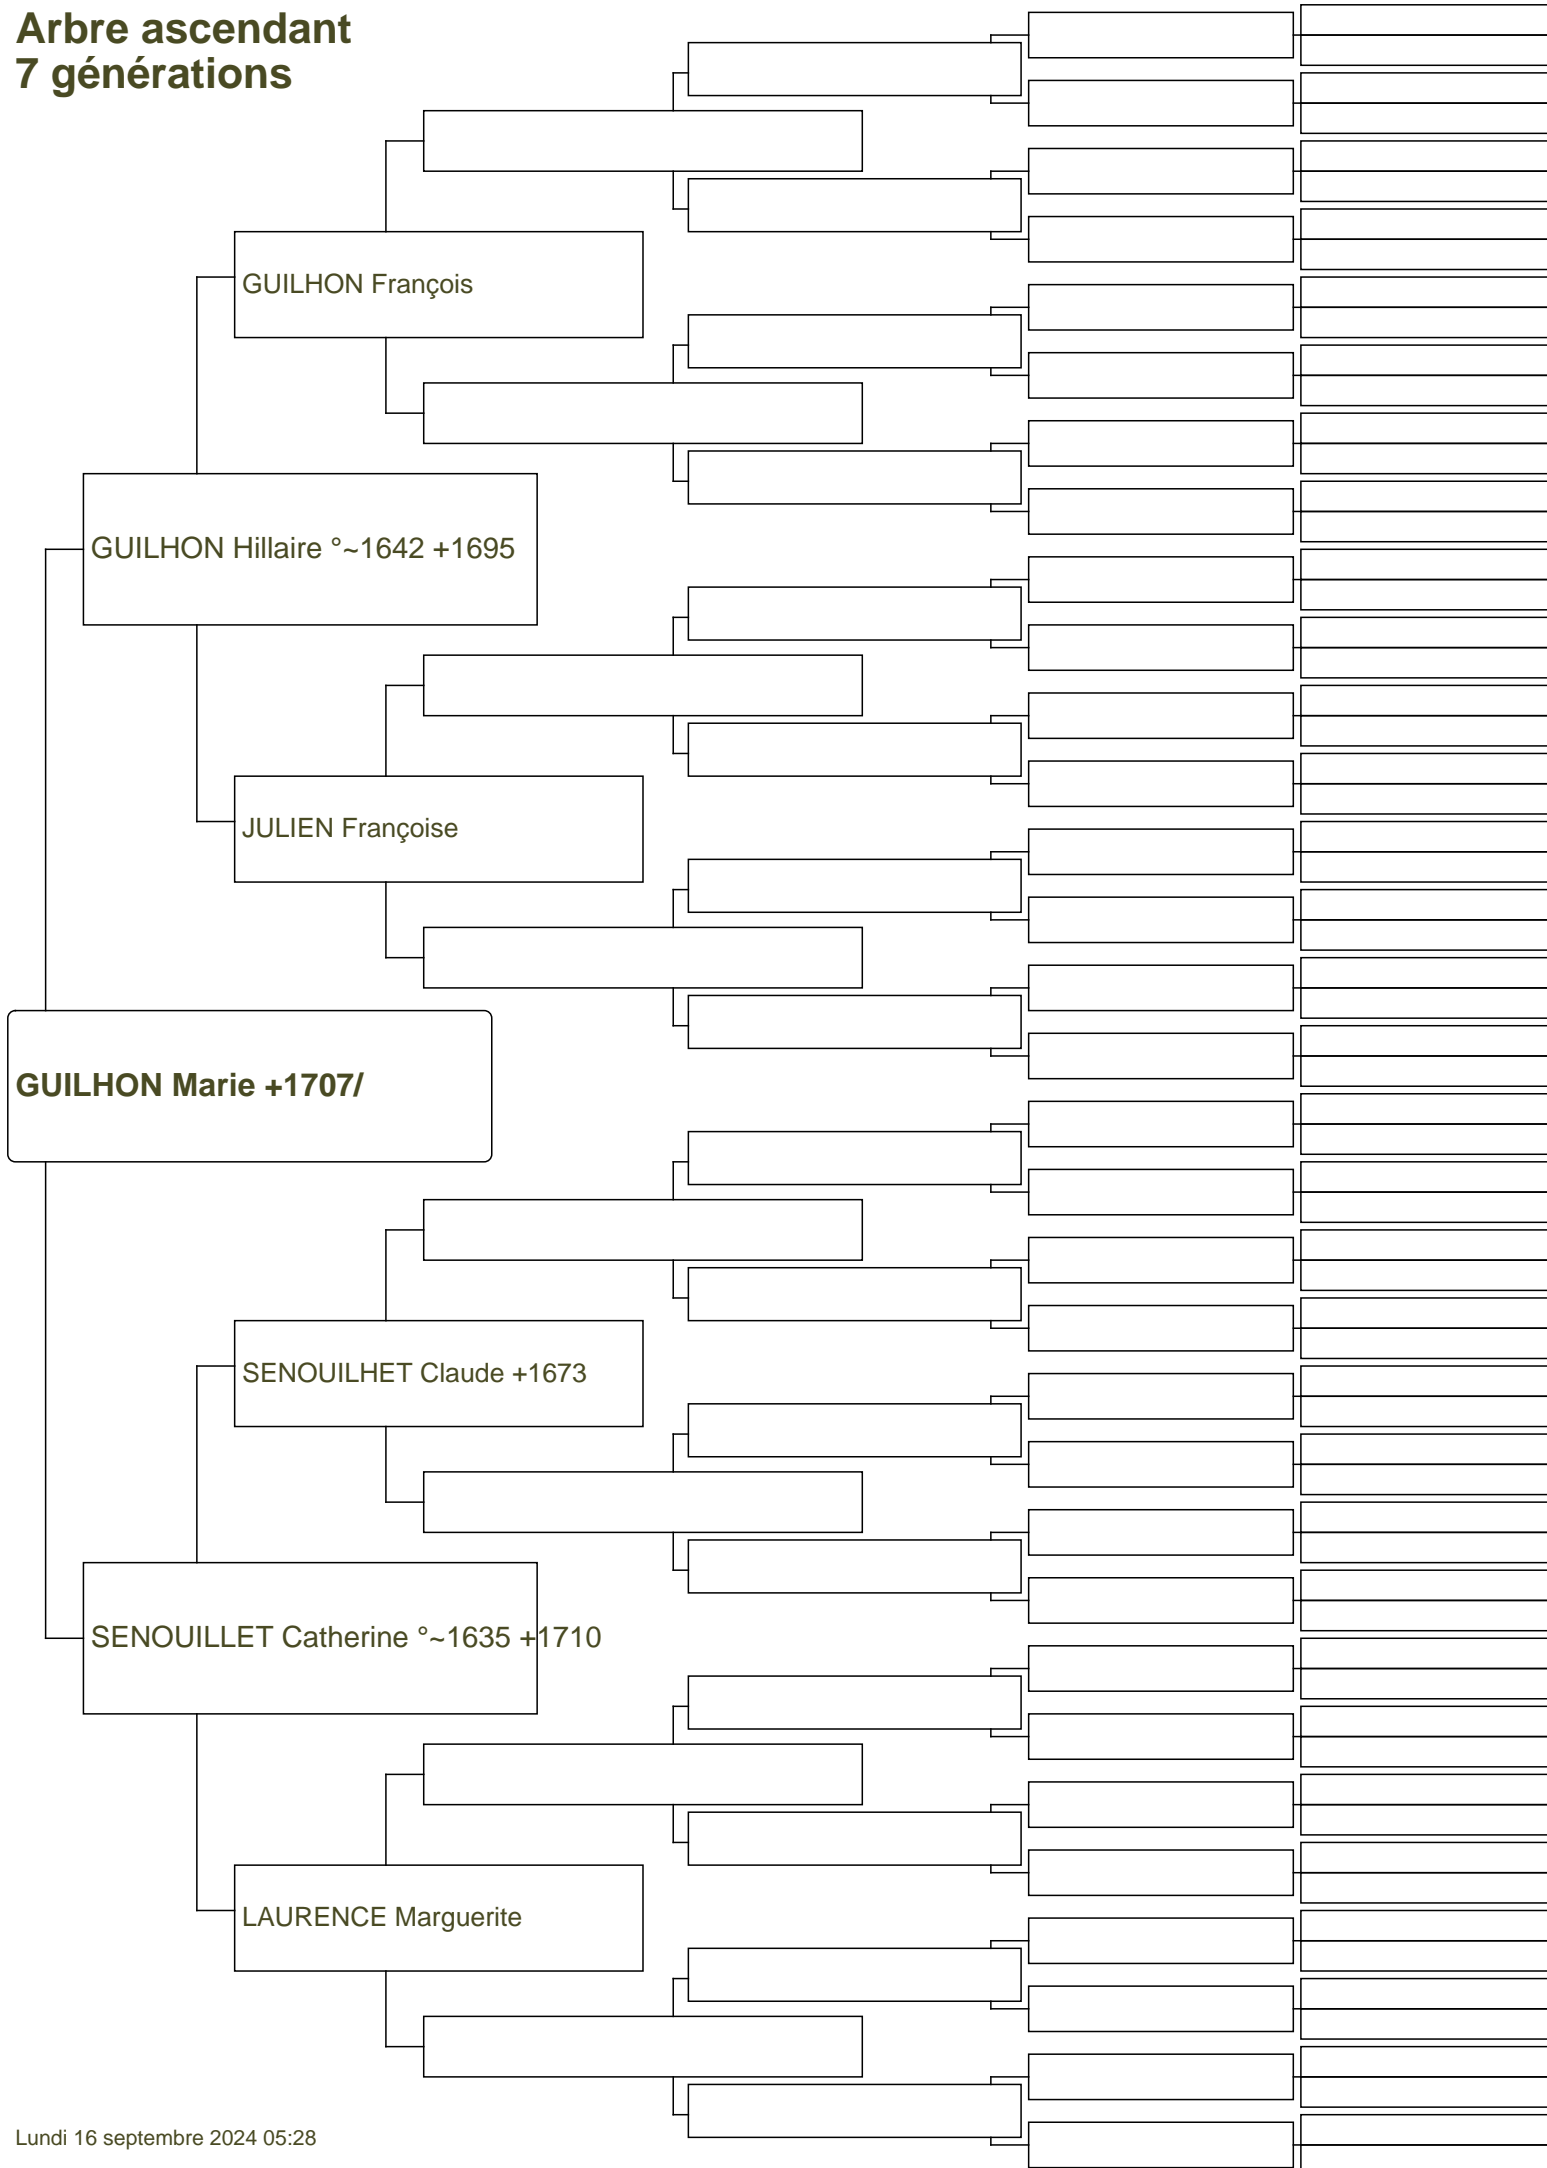 Arbre ascendant
7 générations
GUILHON François
GUILHON Hillaire °~1642 +1695
JULIEN Françoise
GUILHON Marie +1707/
SENOUILHET Claude +1673
SENOUILLET Catherine °~1635 +1710
LAURENCE Marguerite
Lundi 16 septembre 2024 05:28